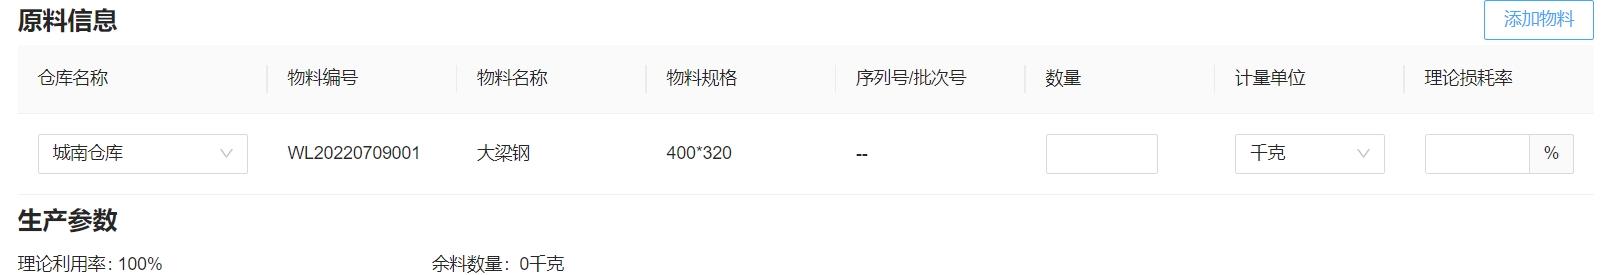 原料信息 添加物料
仓库名称 物料编号 物料名称 物料规格 序列号/批次号 数量 计量单位 理论损耗率
城南仓库 WL20220709001 大梁钢 400*320 -- 千克 %
生产参数
理论利用率: 100% 余料数量: 0千克